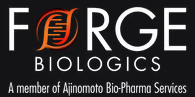 FORGE
BIOLOGICS
A member of Ajinomoto Bio-Pharma Services